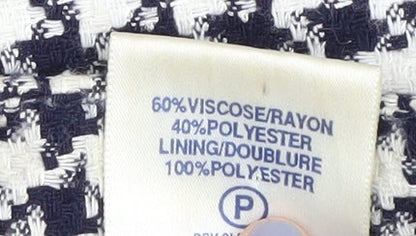 60%VISCOSE/RAYON
40%POLYESTER
LINING/DOUBLURE
100%POLYESTER
P